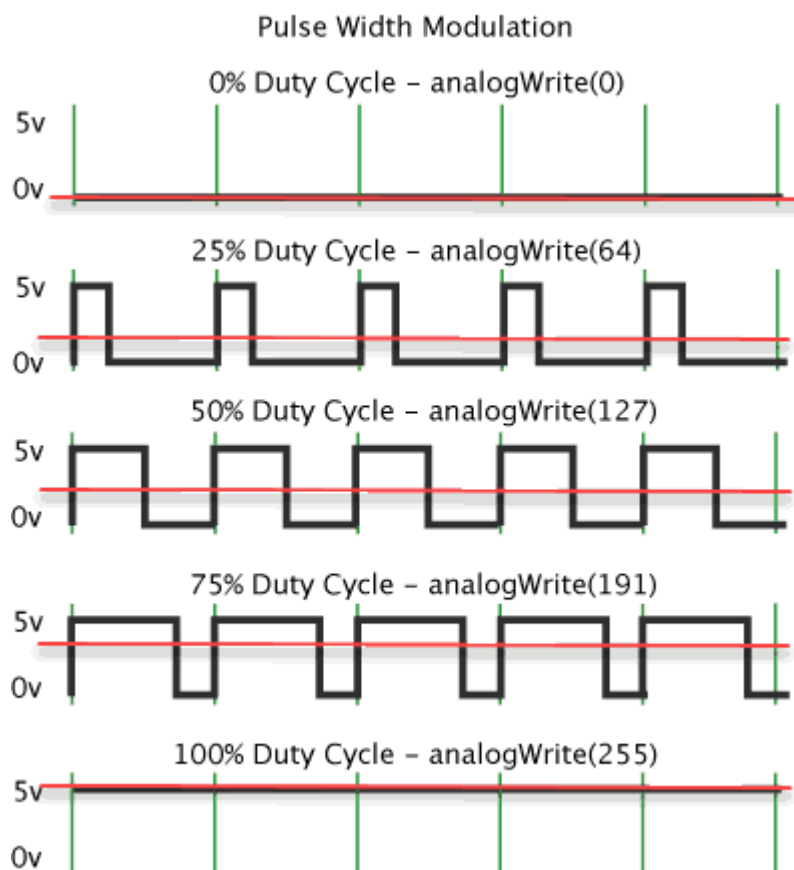 Pulse Width Modulation
0% Duty Cycle – analogWrite(0)
5v
0v
25% Duty Cycle – analogWrite(64)
5v
0v
50% Duty Cycle – analogWrite(127)
5v
0v
75% Duty Cycle – analogWrite(191)
5v
0v
100% Duty Cycle – analogWrite(255)
5v
0v